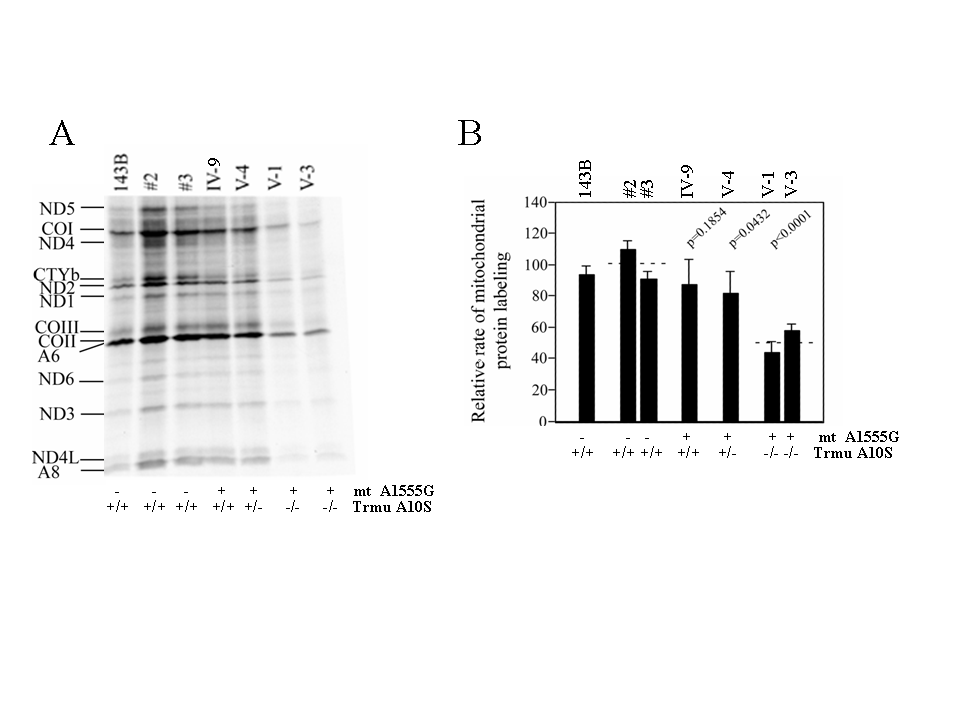 A
143B #2 #3 IV-9 V-4 V-1 V-3
ND5
COI
ND4
CTYb
ND2
ND1
COIII
COII
A6
ND6
ND3
ND4L
A8
- - - + + + + mt A1555G
+/+ +/+ +/+ +/+ +/- -/- -/- Trmu A10S
B
143B #2 #3 IV-9 V-4 V-1 V-3
Relative rate of mitochondrial
protein labeling
140
120
100
80
60
40
20
0
p=0.1854
p=0.0432
p<0.0001
- - - + + + + mt A1555G
+/+ +/+ +/+ +/+ +/- -/- -/- Trmu A10S